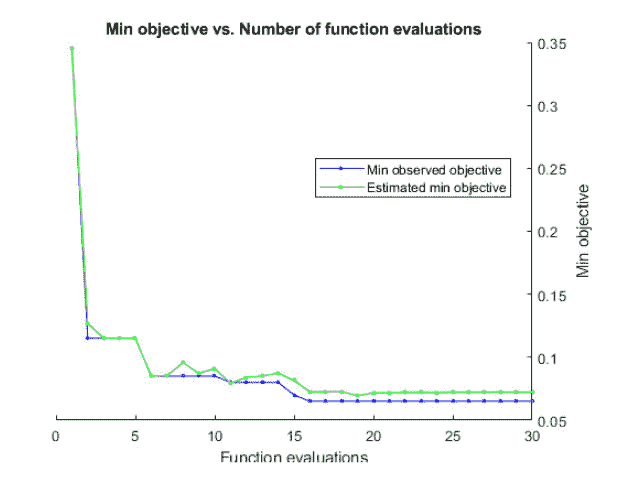 Min objective vs. Number of function evaluations
0.35
0.3
0.25
Min observed objective
Estimated min objective
0.2
Min objective
0.15
0.1
0.05
0 5 10 15 20 25 30
Function evaluations